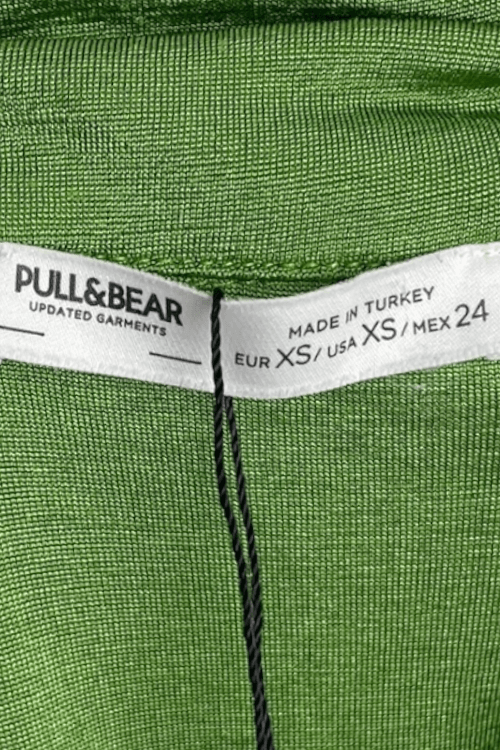 PULL&BEAR
UPDATED GARMENTS
MADE IN TURKEY
EUR XS / USA XS / MEX 24